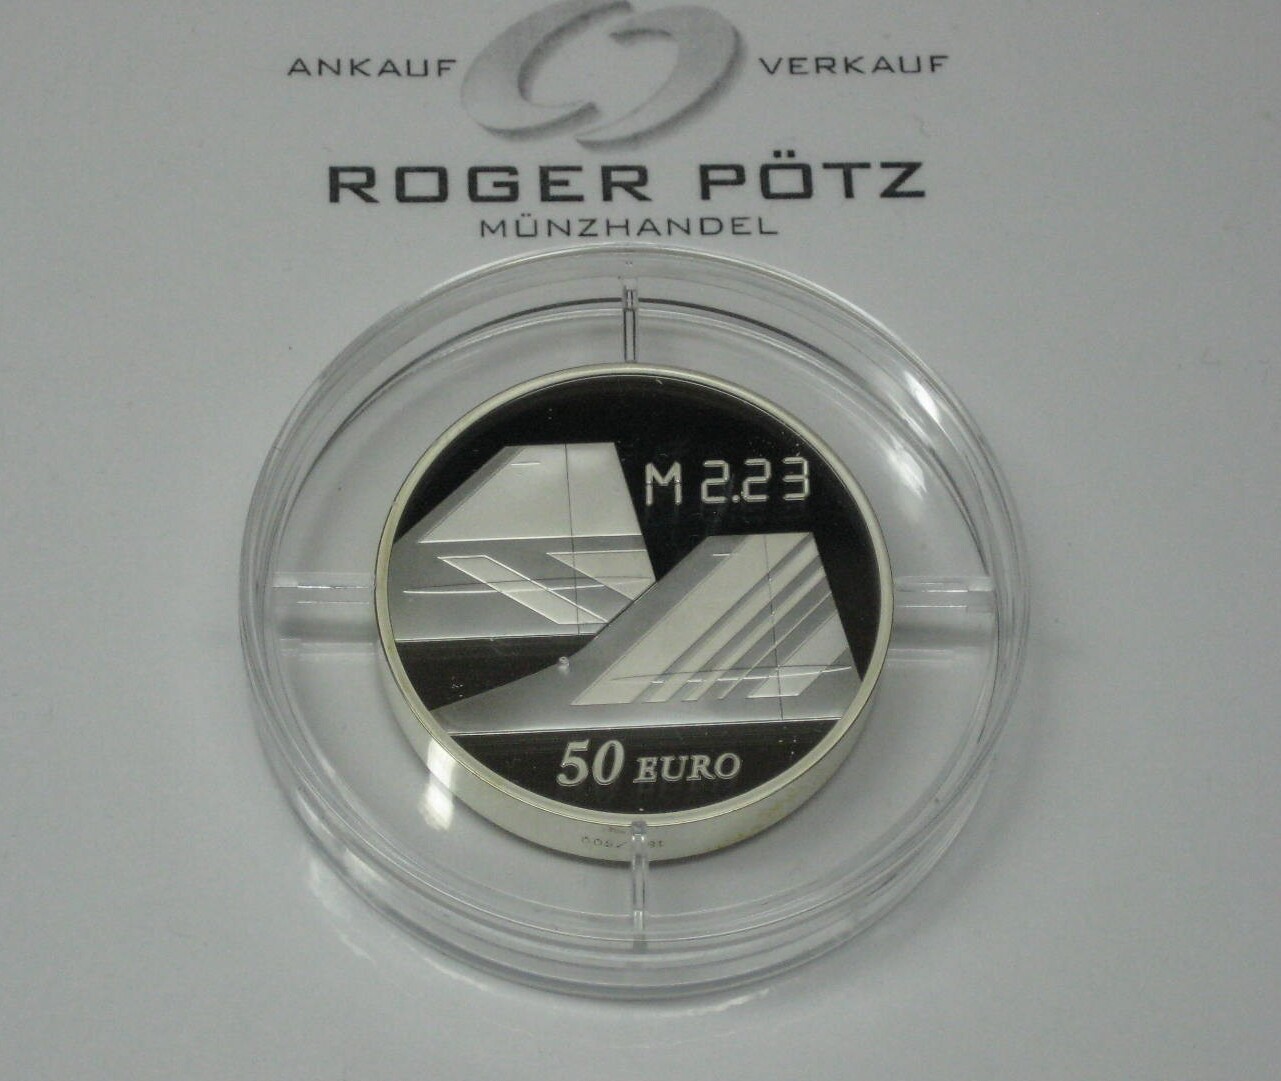 ANKAUF VERKAUF
ROGER PÖTZ
MÜNZHANDEL
M 2.23
50 EURO